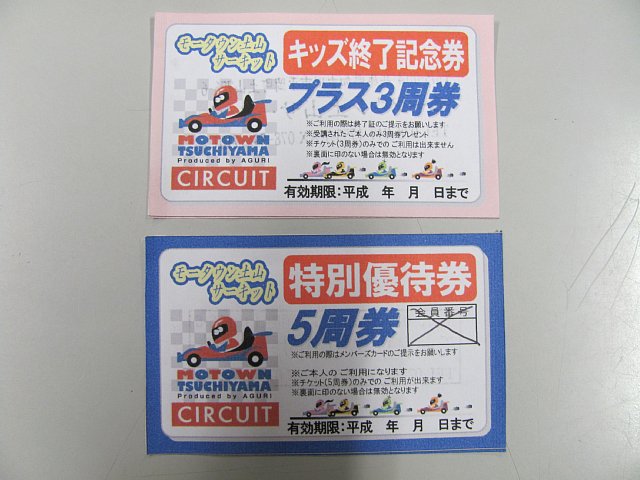 モータウン土山
サーキット
キッズ終了記念券
プラス3周券
※ご利用の際は終了証のご提示をお願いします
※受講された ご本人のみ3周券プレゼント
※チケット(3周券)のみでの ご利用は出来ません
※裏面に印のない場合は無効となります
MOTOWN
TSUCHIYAMA
Produced by AGURI
CIRCUIT
有効期限:平成 年 月 日まで
モータウン土山
サーキット
特別優待券
5周券
会員番号
※ご利用の際はメンバーズカードのご提示をお願いします
※ご本人の ご利用になります
※チケット(5周券)のみでの ご利用が出来ます
※裏面に印のない場合は無効となります
MOTOWN
TSUCHIYAMA
Produced by AGURI
CIRCUIT
有効期限:平成 年 月 日まで